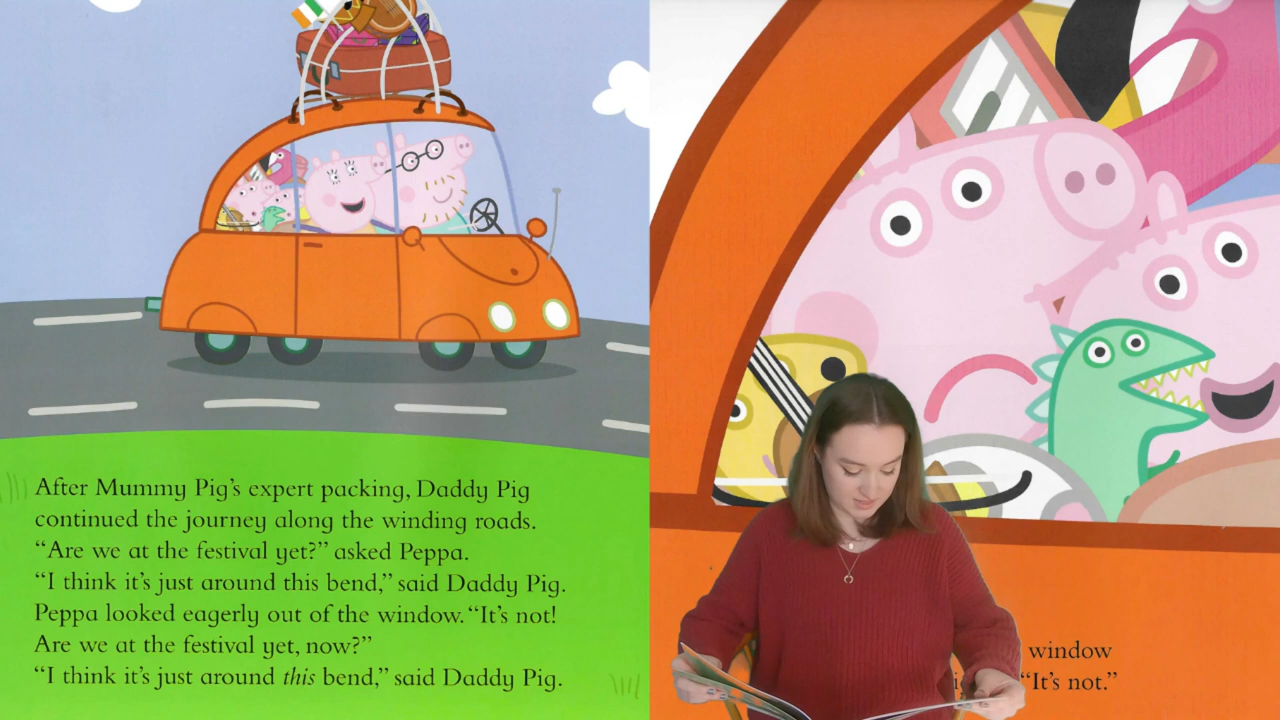 After Mummy Pig's expert packing, Daddy Pig
continued the journey along the winding roads.
“Are we at the festival yet?” asked Peppa.
“I think it's just around this bend,” said Daddy Pig.
Peppa looked eagerly out of the window. “It's not!
Are we at the festival yet, now?”
“I think it's just around this bend,” said Daddy Pig.
window
“It's not.”